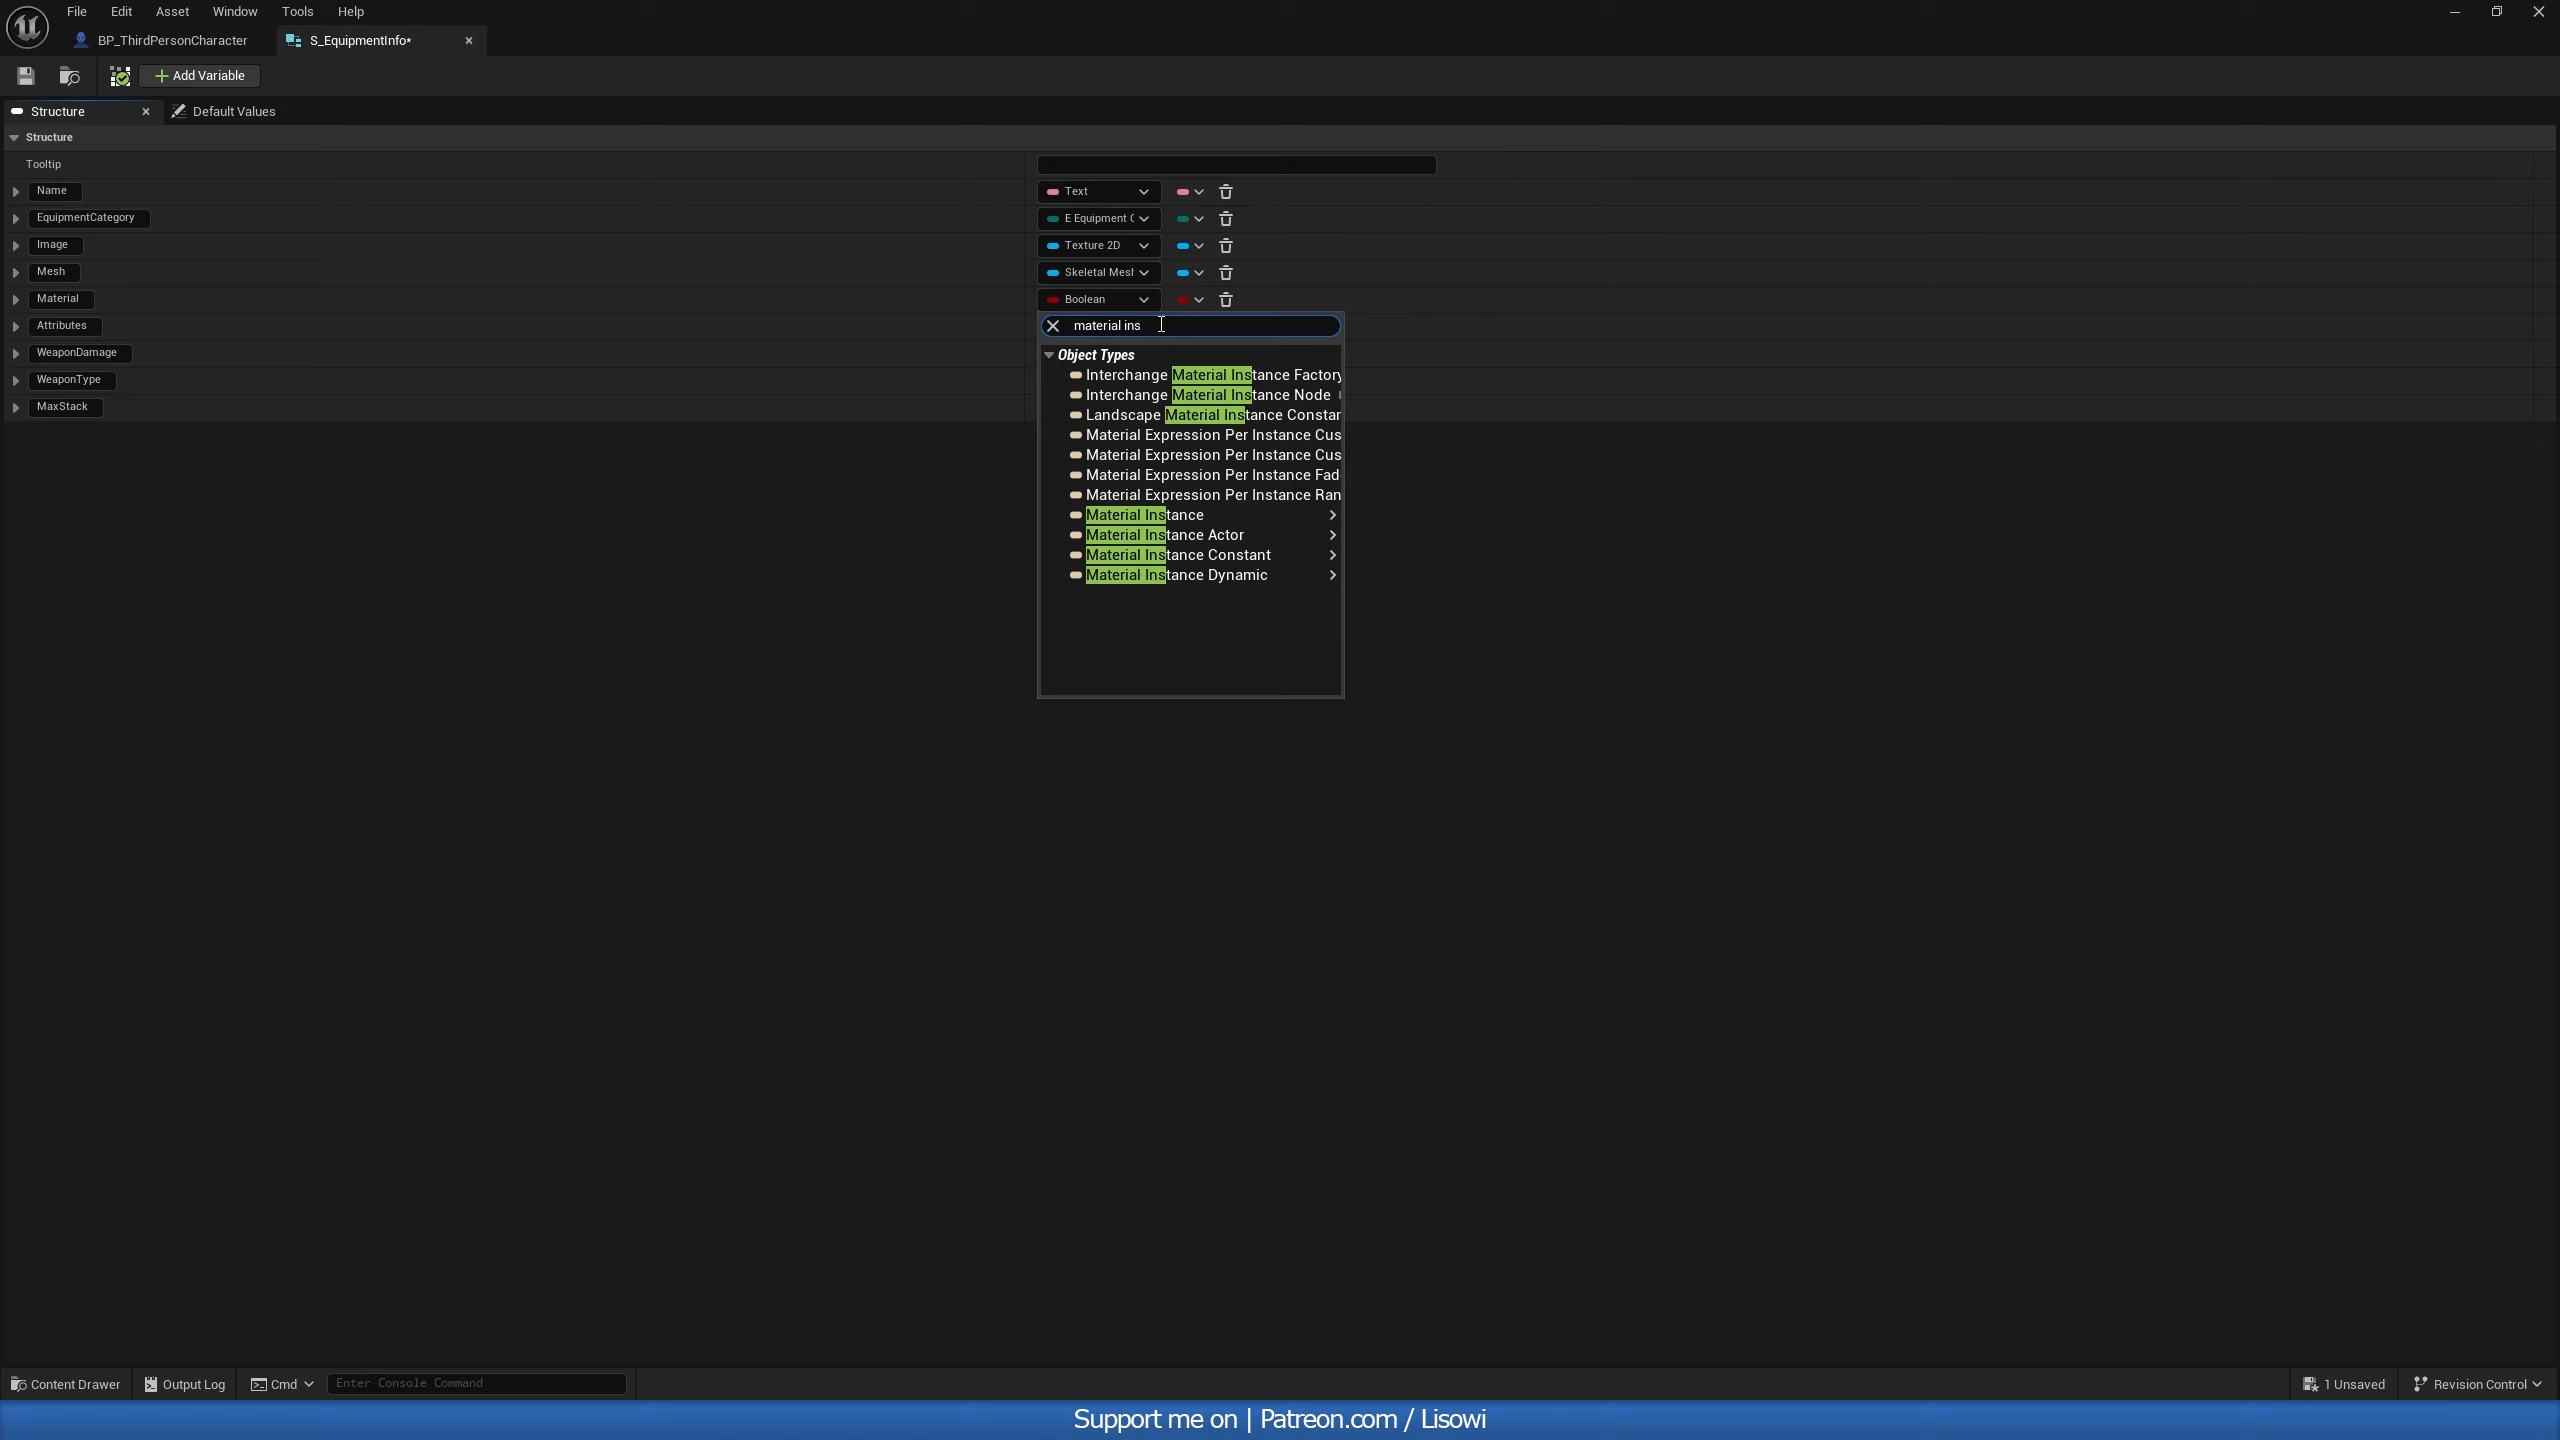 File Edit Asset Window Tools Help
BP_ThirdPersonCharacter S_EquipmentInfo*
Add Variable
Structure Default Values
Structure
Tooltip
Name Text
EquipmentCategory E Equipment C
Image Texture 2D
Mesh Skeletal Mesh
Material Boolean
Attributes material ins
WeaponDamage Object Types
Interchange Material Instance Factory
WeaponType Interchange Material Instance Node
MaxStack Landscape Material Instance Constan
Material Expression Per Instance Cus
Material Expression Per Instance Cus
Material Expression Per Instance Fad
Material Expression Per Instance Ran
Material Instance
Material Instance Actor
Material Instance Constant
Material Instance Dynamic
Content Drawer Output Log Cmd Enter Console Command 1 Unsaved Revision Control
Support me on | Patreon.com / Lisowi